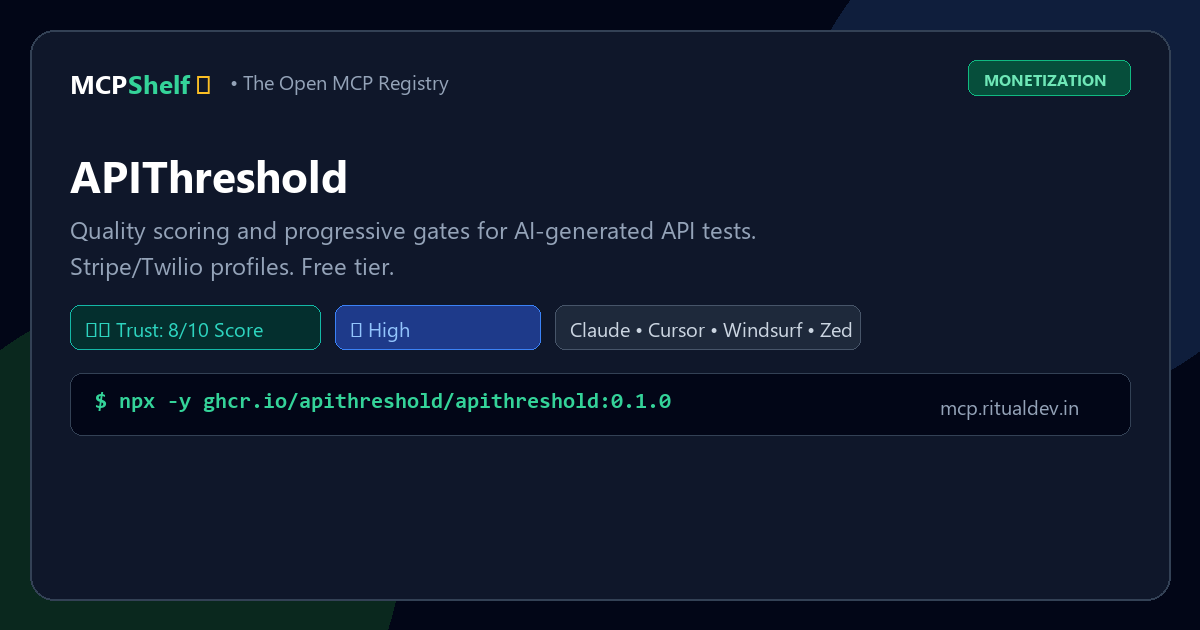 MCPShelf • The Open MCP Registry
MONETIZATION
APIThreshold
Quality scoring and progressive gates for AI-generated API tests.
Stripe/Twilio profiles. Free tier.
Trust: 8/10 Score
High
Claude • Cursor • Windsurf • Zed
$ npx -y ghcr.io/apithreshold/apithreshold:0.1.0
mcp.ritualdev.in